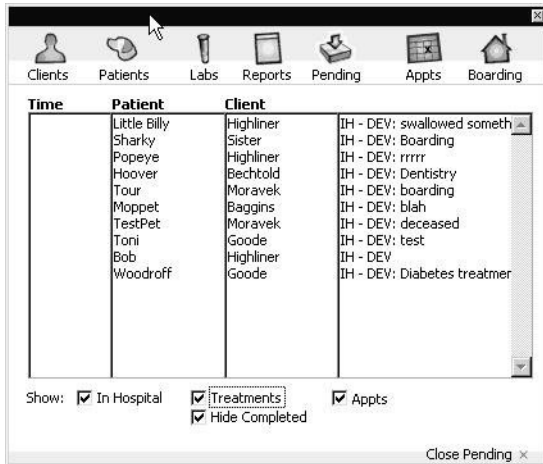 Clients Patients Labs Reports Pending Appts Boarding
Time Patient Client
Little Billy Highliner IH - DEV: swallowed someth
Sharky Sister IH - DEV: Boarding
Popeye Highliner IH - DEV: rrrrr
Hoover Bechtold IH - DEV: Dentistry
Tour Moravek IH - DEV: boarding
Moppet Baggins IH - DEV: blah
TestPet Moravek IH - DEV: deceased
Toni Goode IH - DEV: test
Bob Highliner IH - DEV
Woodroff Goode IH - DEV: Diabetes treatmer
Show: In Hospital Treatments Appts
Hide Completed
Close Pending ×